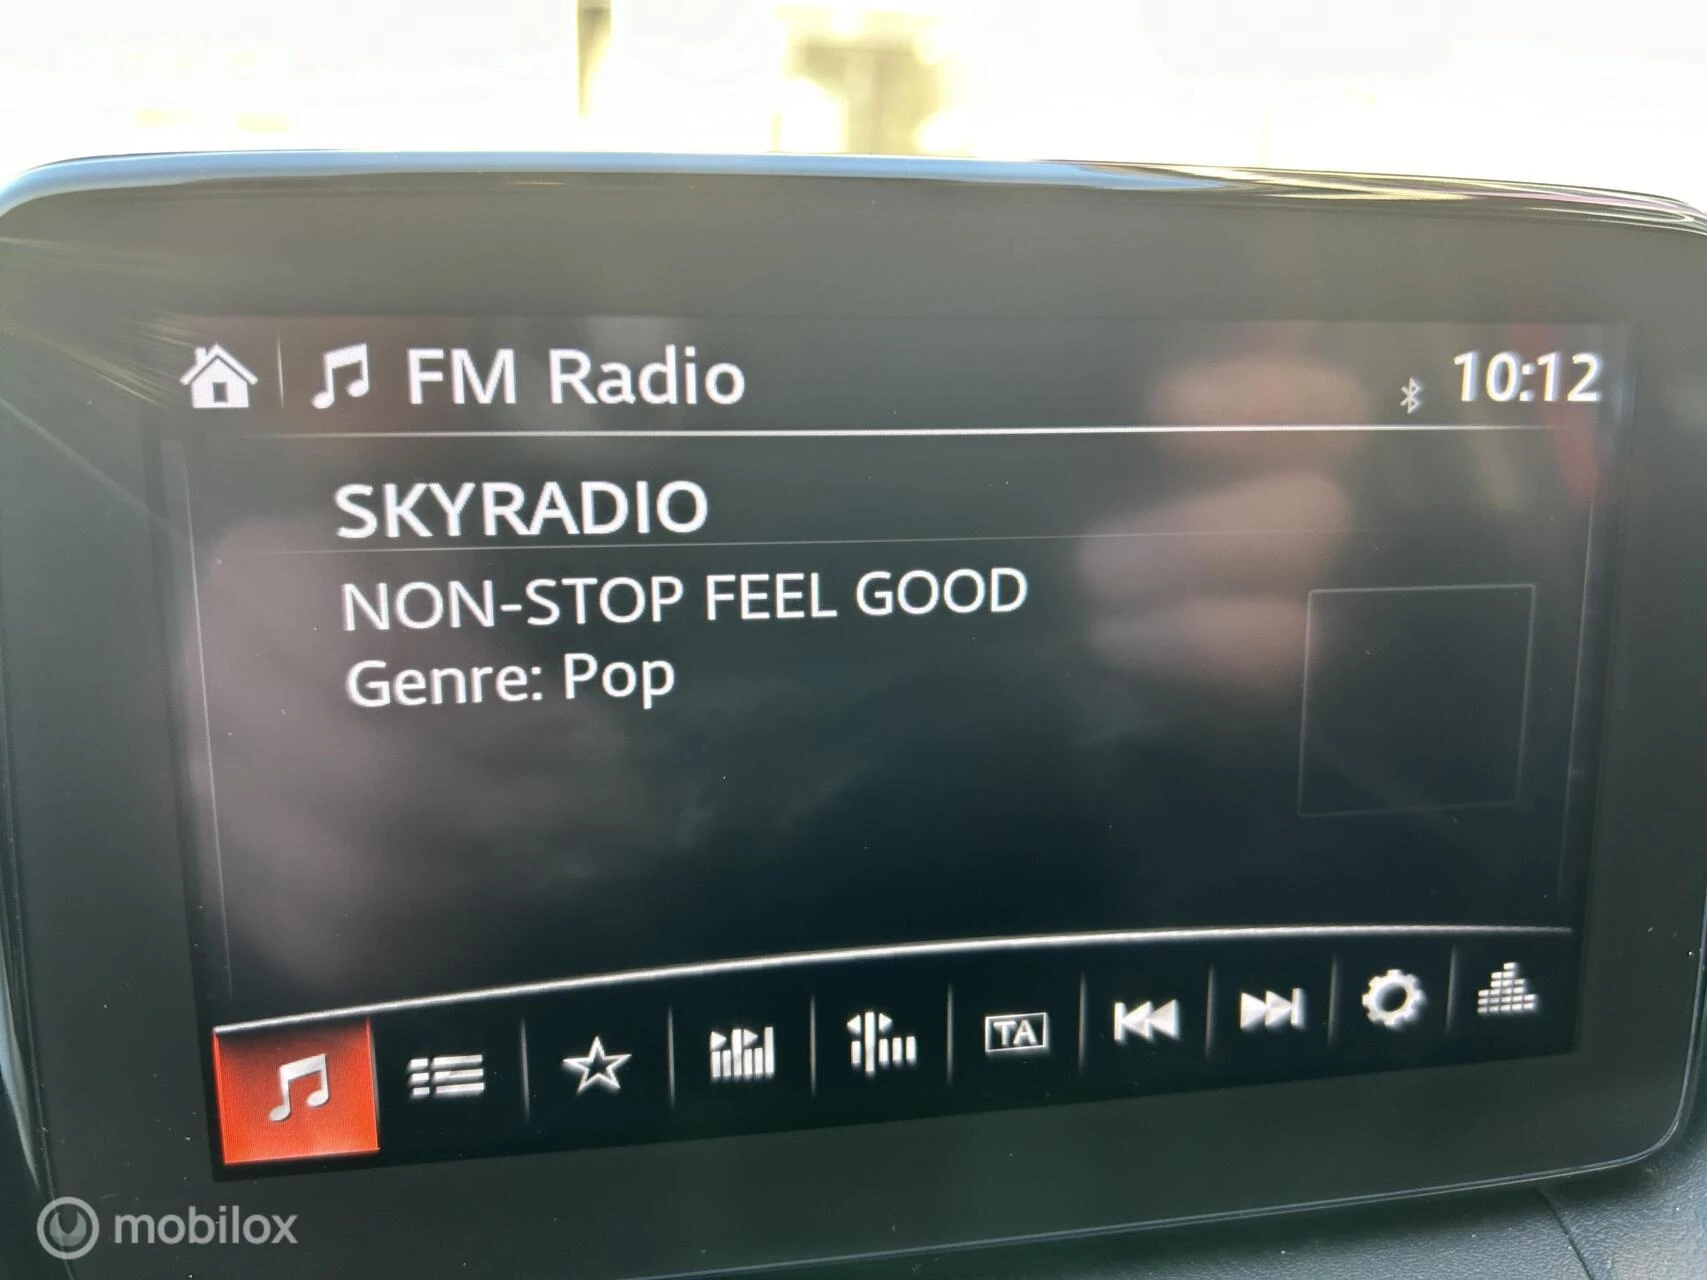 FM Radio
10:12
SKYRADIO
NON-STOP FEEL GOOD
Genre: Pop
TA
mobilox